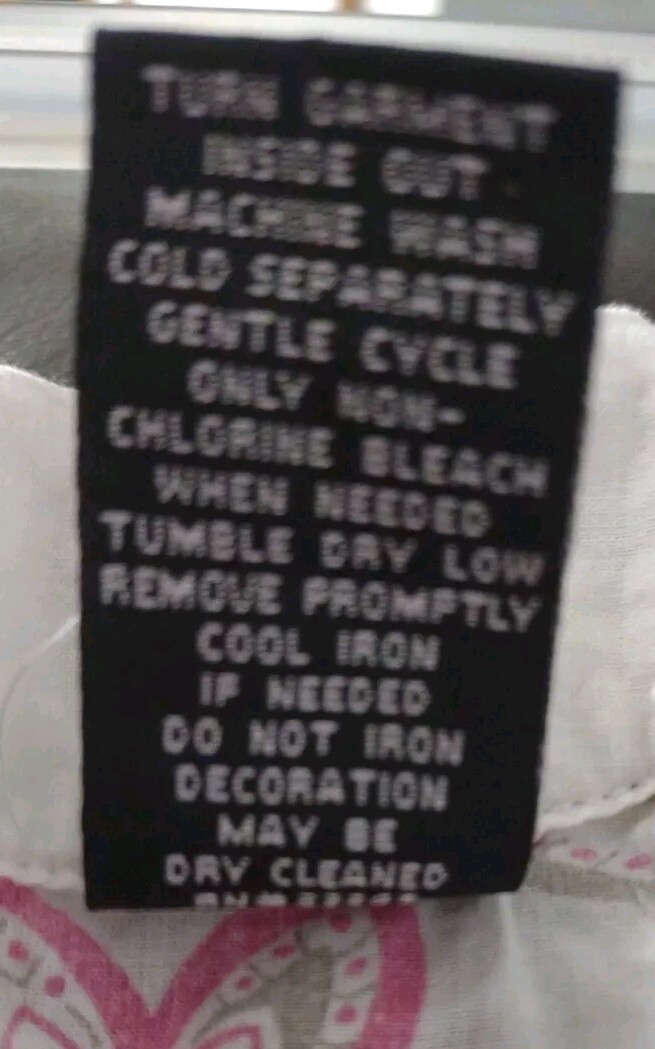 TURN GARMENT
INSIDE OUT
MACHINE WASH
COLD SEPARATELY
GENTLE CYCLE
ONLY NON-
CHLORINE BLEACH
WHEN NEEDED
TUMBLE DRY LOW
REMOVE PROMPTLY
COOL IRON
IF NEEDED
DO NOT IRON
DECORATION
MAY BE
DRY CLEANED